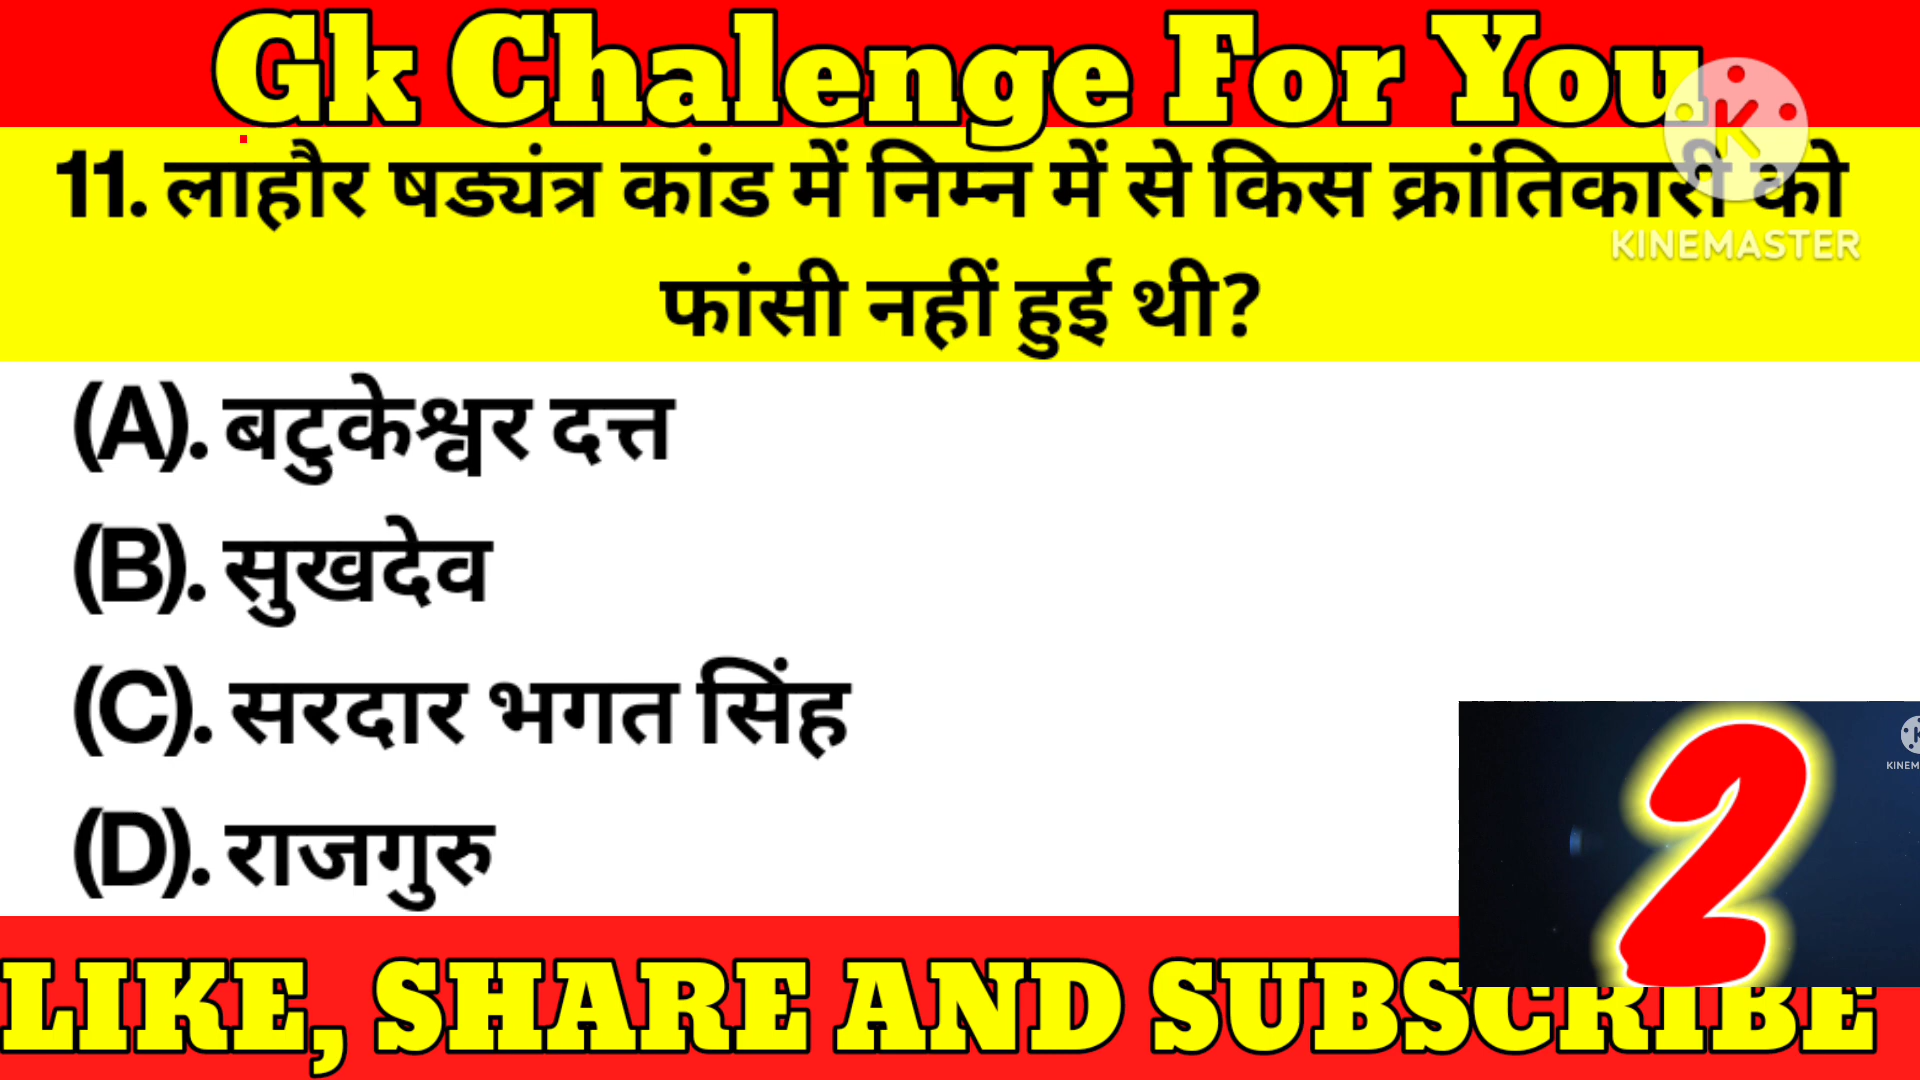 Gk Chalenge For You
11. लाहौर षड्यंत्र कांड में निम्न में से किस क्रांतिकारी को
KINEMASTER
फांसी नहीं हुई थी?
(A). बटुकेश्वर दत्त
(B). सुखदेव
(C). सरदार भगत सिंह
(D). राजगुरु
2
KINEM
LIKE, SHARE AND SUBSCRIBE